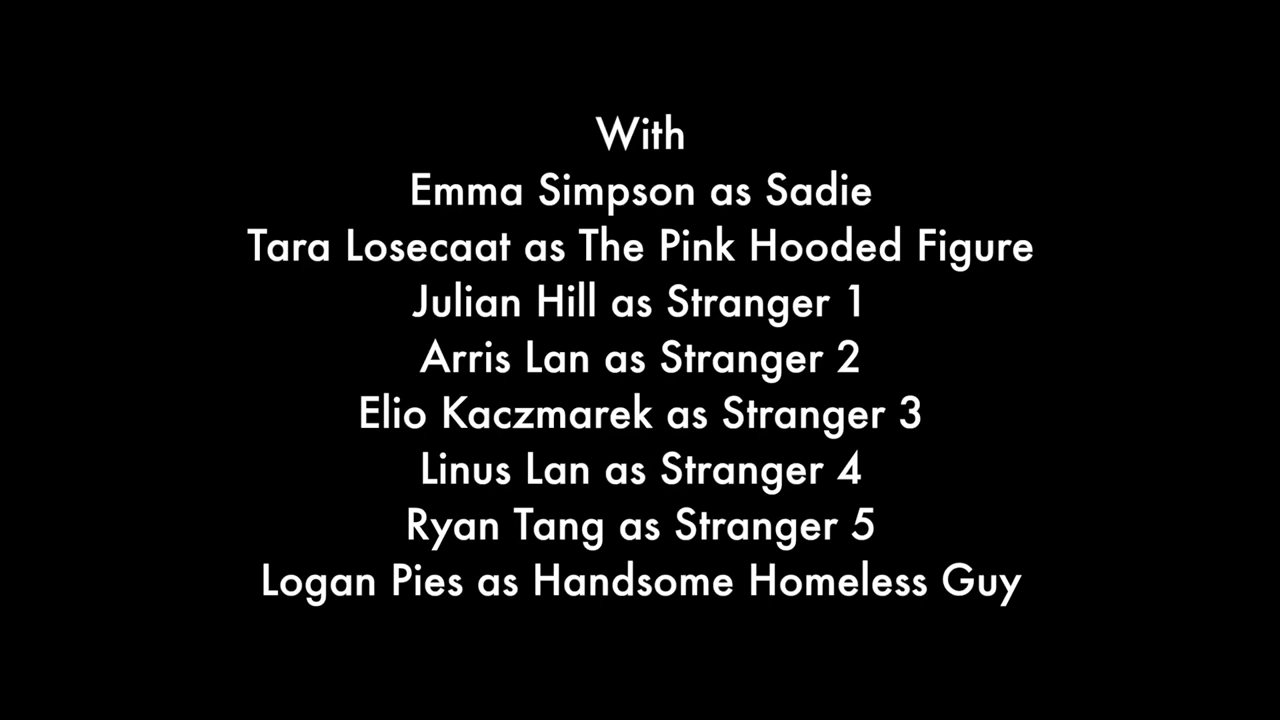 With
Emma Simpson as Sadie
Tara Losecaat as The Pink Hooded Figure
Julian Hill as Stranger 1
Arris Lan as Stranger 2
Elio Kaczmarek as Stranger 3
Linus Lan as Stranger 4
Ryan Tang as Stranger 5
Logan Pies as Handsome Homeless Guy